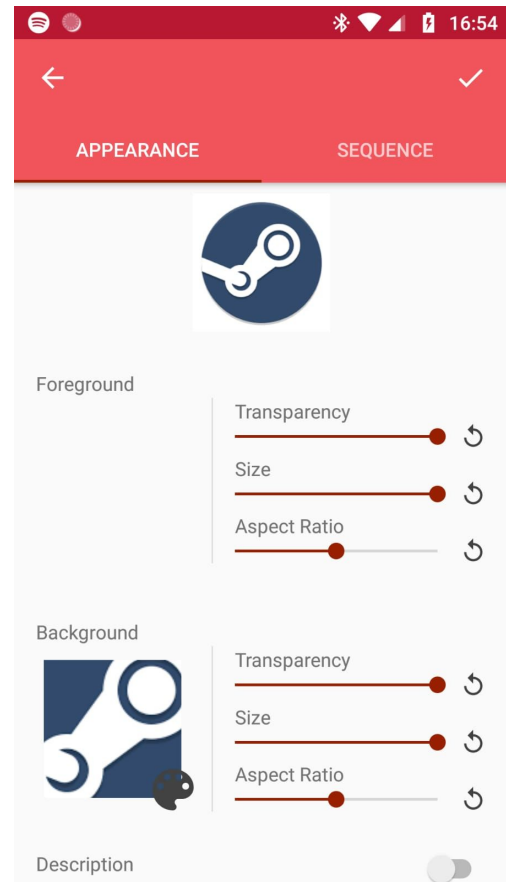 16:54
APPEARANCE
SEQUENCE
Foreground
Transparency
Size
Aspect Ratio
Background
Transparency
Size
Aspect Ratio
Description